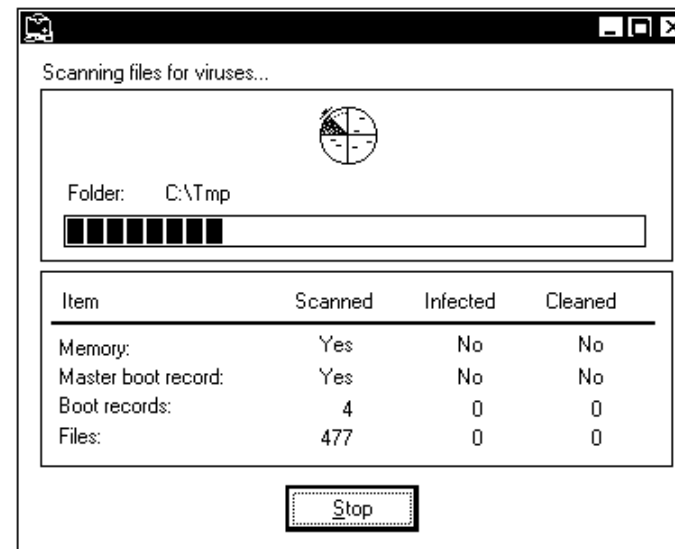 Scanning files for viruses...
Folder: C:\Tmp
Item Scanned Infected Cleaned
Memory: Yes No No
Master boot record: Yes No No
Boot records: 4 0 0
Files: 477 0 0
Stop